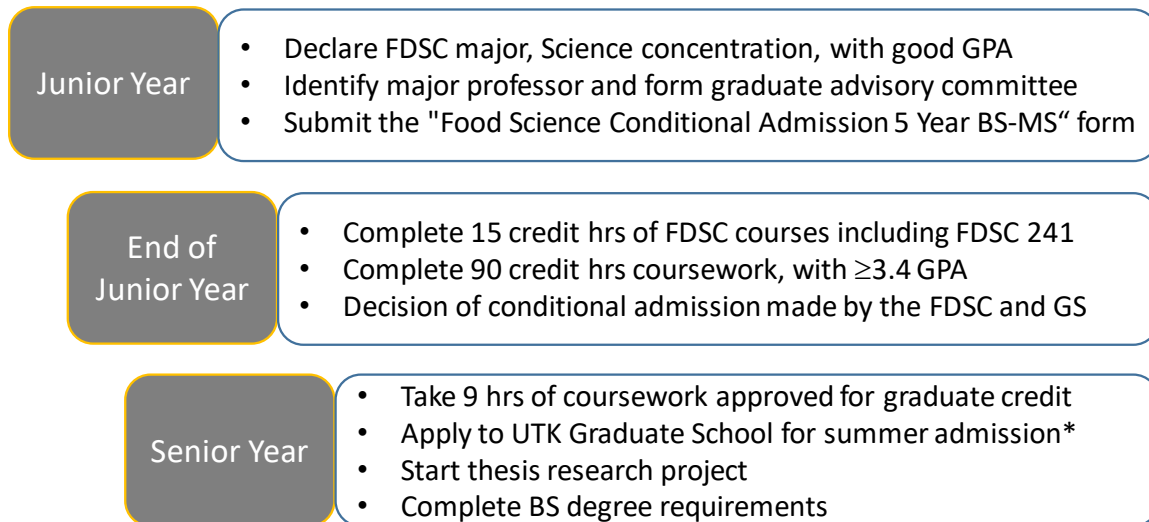 Junior Year
• Declare FDSC major, Science concentration, with good GPA
• Identify major professor and form graduate advisory committee
• Submit the "Food Science Conditional Admission 5 Year BS-MS“ form
End of
Junior Year
• Complete 15 credit hrs of FDSC courses including FDSC 241
• Complete 90 credit hrs coursework, with ≥3.4 GPA
• Decision of conditional admission made by the FDSC and GS
Senior Year
• Take 9 hrs of coursework approved for graduate credit
• Apply to UTK Graduate School for summer admission*
• Start thesis research project
• Complete BS degree requirements